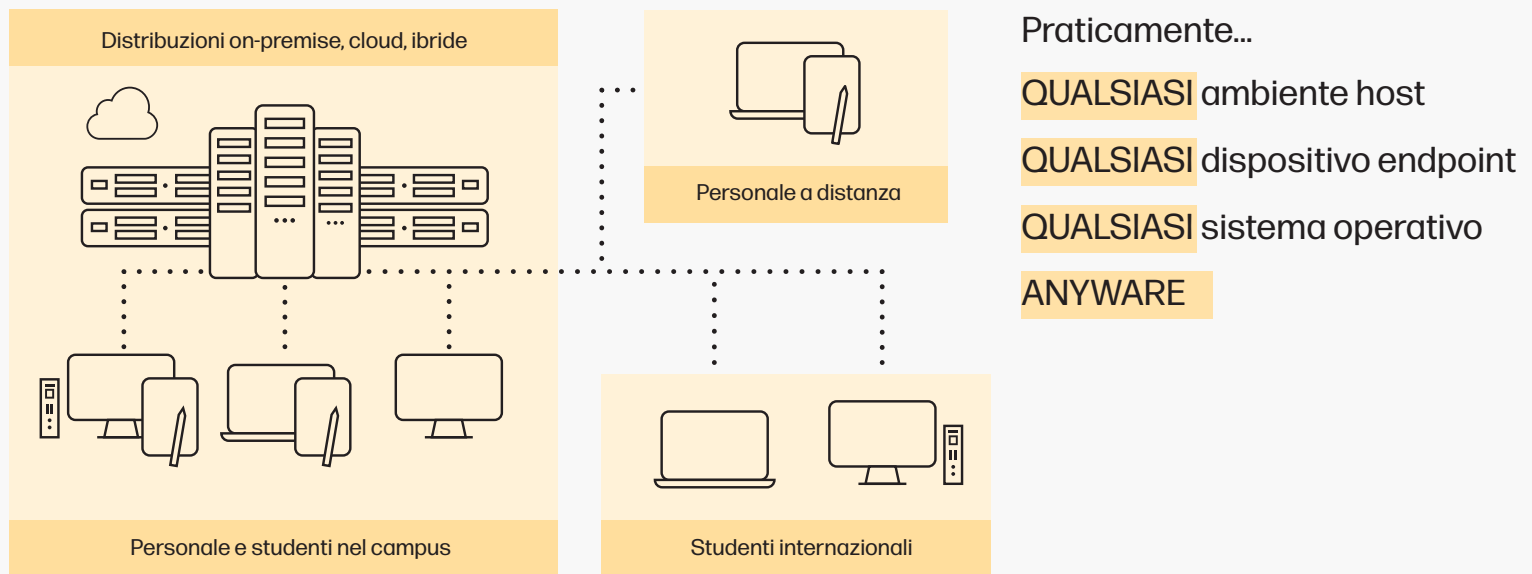 Distribuzioni on-premise, cloud, ibride
Personale e studenti nel campus
Personale a distanza
Studenti internazionali
Praticamente...
QUALSIASI ambiente host
QUALSIASI dispositivo endpoint
QUALSIASI sistema operativo
ANYWARE